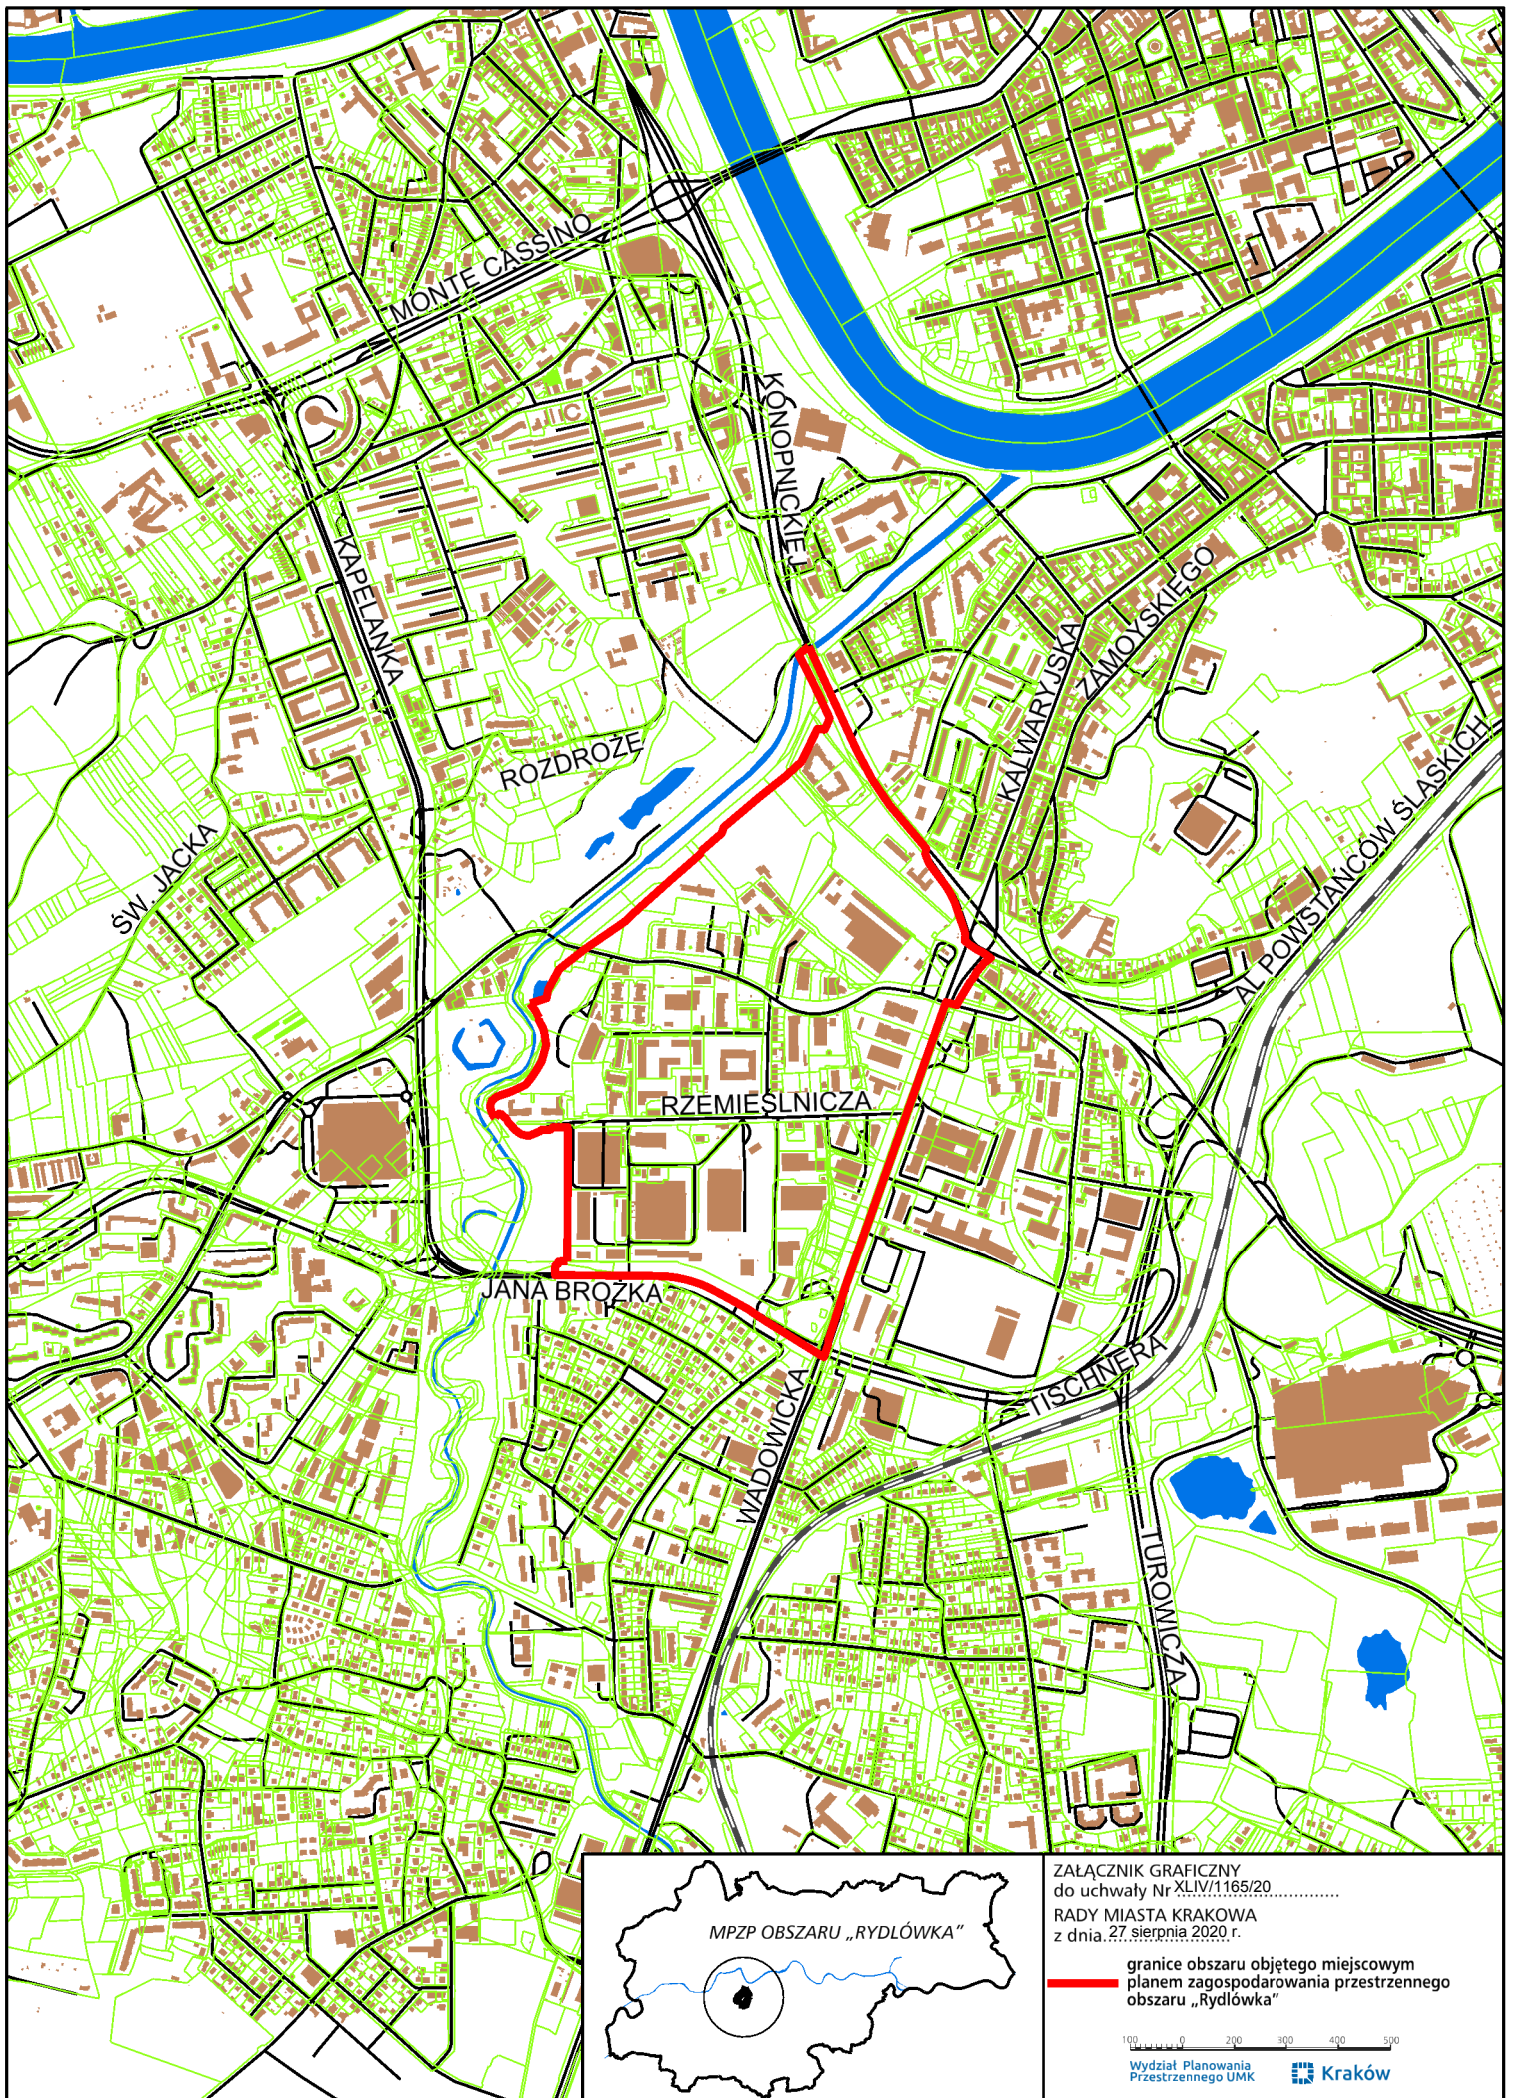 MONTE CASSINO
KONOPNICKIEJ
KAPELANKA
ZAMOYSKIEGO
KALWARYJSKA
ROZDROŻE
AL. POWSTAŃCÓW ŚLĄSKICH
ŚW. JACKA
RZEMIEŚLNICZA
JANA BROŻKA
TISCHNERA
WADOWICKA
TUROWICZA
MPZP OBSZARU „RYDLÓWKA”
ZAŁĄCZNIK GRAFICZNY
do uchwały Nr XLIV/1165/20
RADY MIASTA KRAKOWA
z dnia 27 sierpnia 2020 r.
granice obszaru objętego miejscowym
planem zagospodarowania przestrzennego
obszaru „Rydlówka”
100 0 200 300 400 500
Wydział Planowania
Przestrzennego UMK
Kraków